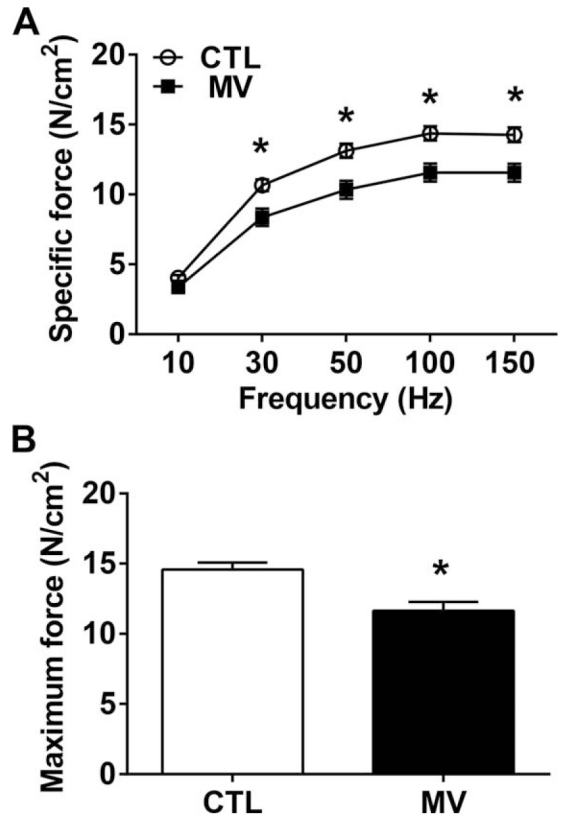 A
Specific force (N/cm²)
20
15
10
5
0
CTL
MV
* * * *
10 30 50 100 150
Frequency (Hz)
B
Maximum force (N/cm²)
20
15
10
5
0
*
CTL MV